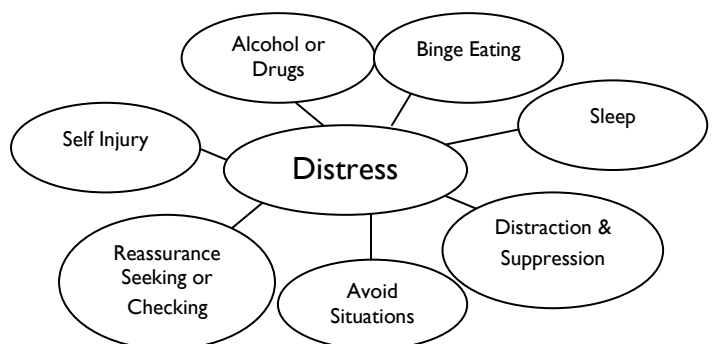 Alcohol or
Drugs
Binge Eating
Sleep
Self Injury
Distress
Distraction &
Suppression
Reassurance
Seeking or
Checking
Avoid
Situations